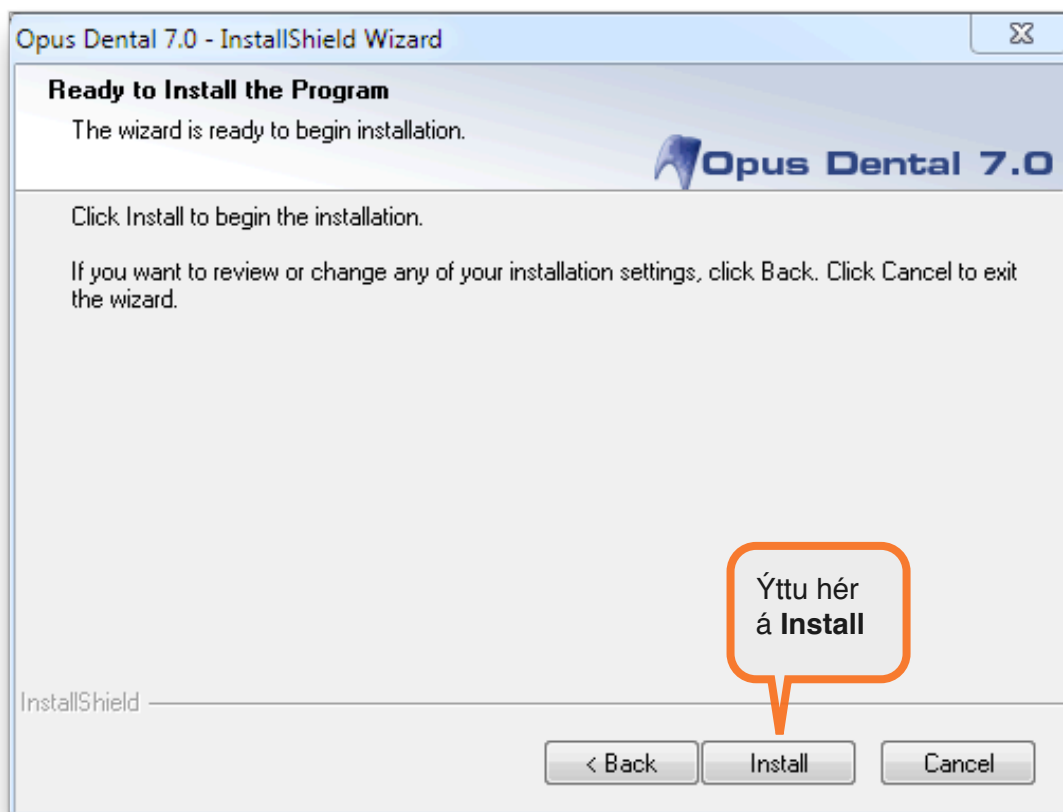 Opus Dental 7.0 - InstallShield Wizard
Ready to Install the Program
The wizard is ready to begin installation.
Opus Dental 7.0
Click Install to begin the installation.
If you want to review or change any of your installation settings, click Back. Click Cancel to exit
the wizard.
Ýttu hér
á Install
InstallShield
< Back
Install
Cancel